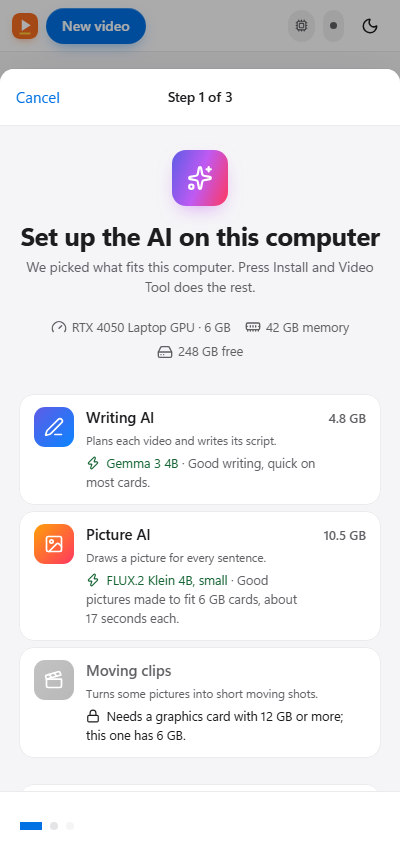 New video
Cancel
Step 1 of 3
Set up the AI on this computer
We picked what fits this computer. Press Install and Video
Tool does the rest.
RTX 4050 Laptop GPU · 6 GB
42 GB memory
248 GB free
Writing AI
4.8 GB
Plans each video and writes its script.
Gemma 3 4B · Good writing, quick on
most cards.
Picture AI
10.5 GB
Draws a picture for every sentence.
FLUX.2 Klein 4B, small · Good
pictures made to fit 6 GB cards, about
17 seconds each.
Moving clips
Turns some pictures into short moving shots.
Needs a graphics card with 12 GB or more;
this one has 6 GB.